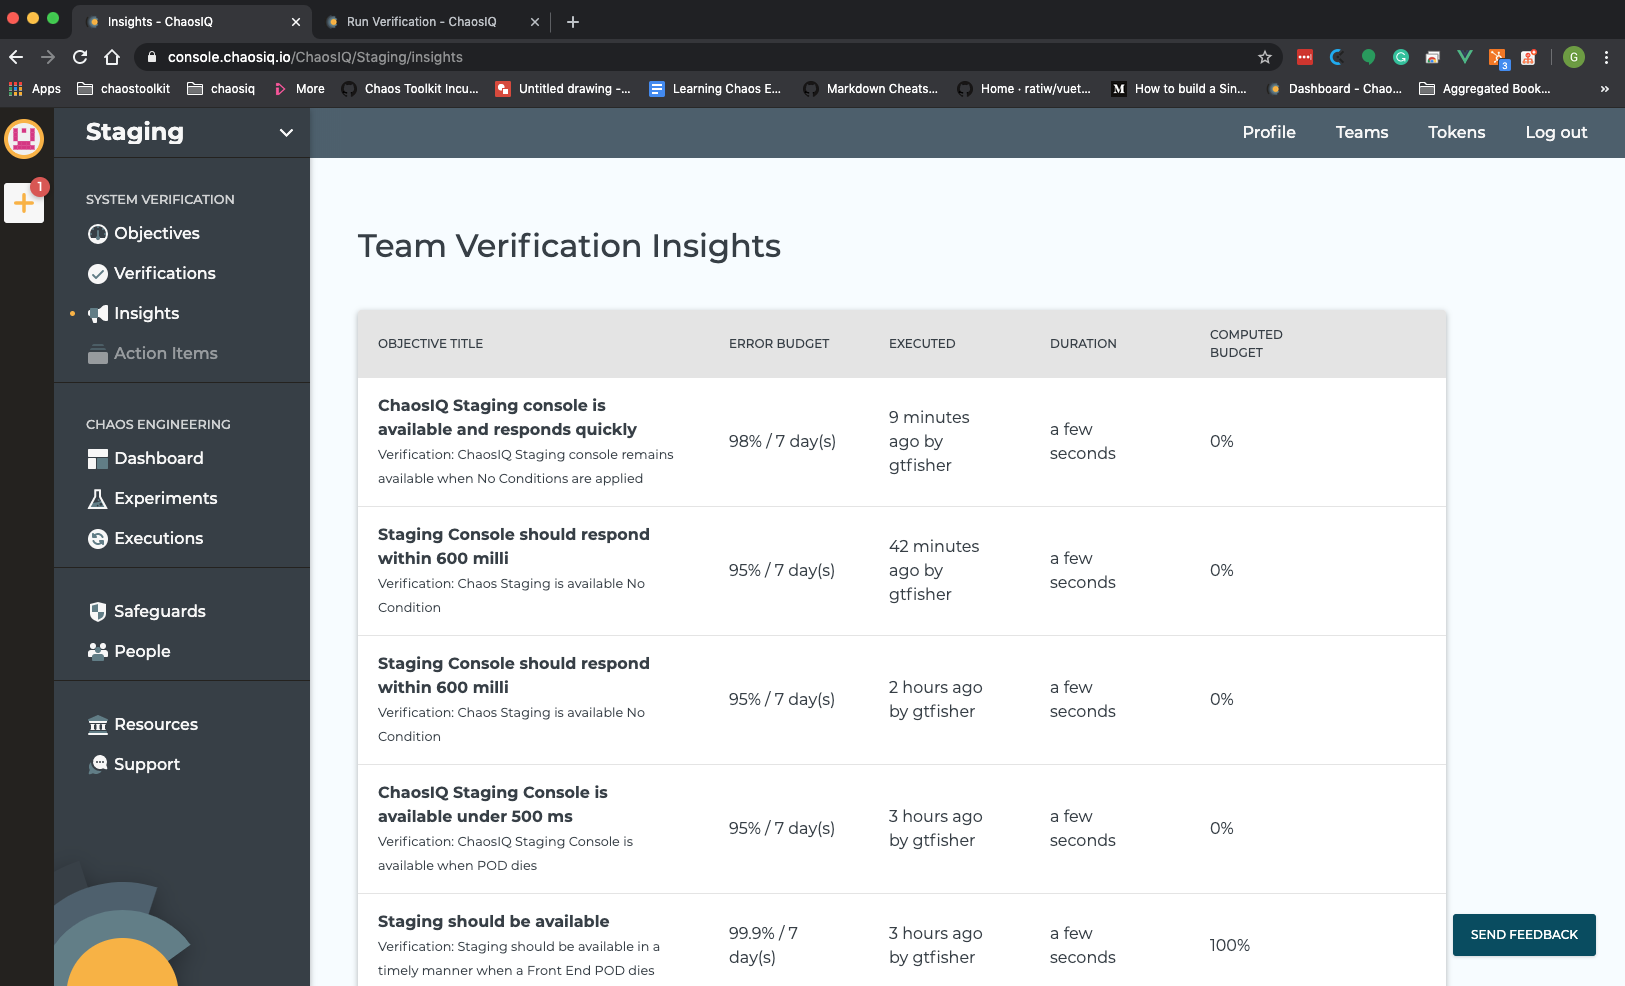 Insights - ChaosIQ
Run Verification - ChaosIQ
console.chaosiq.io/ChaosIQ/Staging/insights
3
G
Apps
chaostoolkit
chaosiq
More
Chaos Toolkit Incu...
Untitled drawing -...
Learning Chaos E...
Markdown Cheats...
Home · ratiw/vuet...
M
How to build a Sin...
Dashboard - Chao...
Aggregated Book...
»
1
Staging
Profile
Teams
Tokens
Log out
SYSTEM VERIFICATION
Objectives
Verifications
Insights
Action Items
CHAOS ENGINEERING
Dashboard
Experiments
Executions
Safeguards
People
Resources
Support
Team Verification Insights
OBJECTIVE TITLE
ERROR BUDGET
EXECUTED
DURATION
COMPUTED
BUDGET
ChaosIQ Staging console is
available and responds quickly
Verification: ChaosIQ Staging console remains
available when No Conditions are applied
98% / 7 day(s)
9 minutes
ago by
gtfisher
a few
seconds
0%
Staging Console should respond
within 600 milli
Verification: Chaos Staging is available No
Condition
95% / 7 day(s)
42 minutes
ago by
gtfisher
a few
seconds
0%
Staging Console should respond
within 600 milli
Verification: Chaos Staging is available No
Condition
95% / 7 day(s)
2 hours ago
by gtfisher
a few
seconds
0%
ChaosIQ Staging Console is
available under 500 ms
Verification: ChaosIQ Staging Console is
available when POD dies
95% / 7 day(s)
3 hours ago
by gtfisher
a few
seconds
0%
Staging should be available
Verification: Staging should be available in a
timely manner when a Front End POD dies
99.9% / 7
day(s)
3 hours ago
by gtfisher
a few
seconds
100%
SEND FEEDBACK